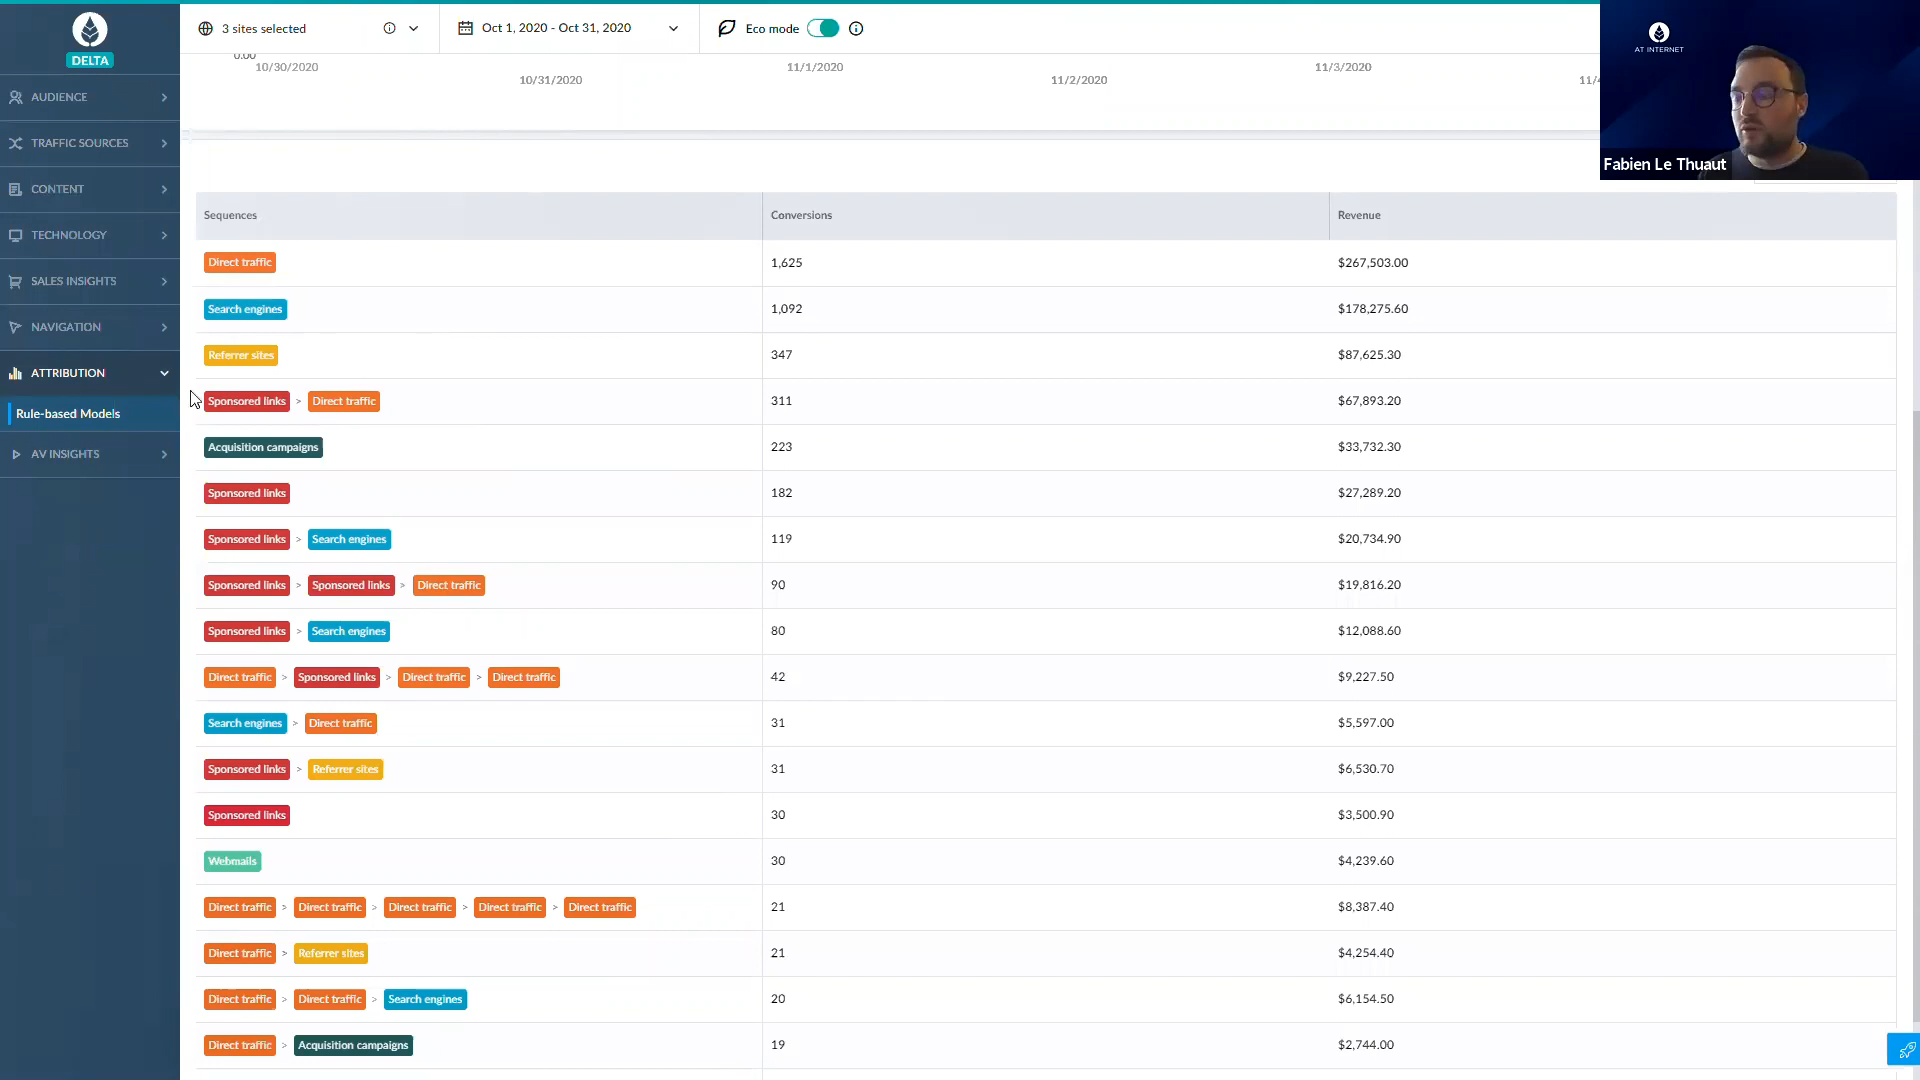 DELTA
3 sites selected
Oct 1, 2020 - Oct 31, 2020
Eco mode
AT INTERNET
Fabien Le Thuaut
AUDIENCE
TRAFFIC SOURCES
CONTENT
TECHNOLOGY
SALES INSIGHTS
NAVIGATION
ATTRIBUTION
Rule-based Models
AV INSIGHTS
0.00
10/30/2020
10/31/2020
11/1/2020
11/2/2020
11/3/2020
11/4
Sequences Conversions Revenue
Direct traffic 1,625 $267,503.00
Search engines 1,092 $178,275.60
Referrer sites 347 $87,625.30
Sponsored links > Direct traffic 311 $67,893.20
Acquisition campaigns 223 $33,732.30
Sponsored links 182 $27,289.20
Sponsored links > Search engines 119 $20,734.90
Sponsored links > Sponsored links > Direct traffic 90 $19,816.20
Sponsored links > Search engines 80 $12,088.60
Direct traffic > Sponsored links > Direct traffic > Direct traffic 42 $9,227.50
Search engines > Direct traffic 31 $5,597.00
Sponsored links > Referrer sites 31 $6,530.70
Sponsored links 30 $3,500.90
Webmails 30 $4,239.60
Direct traffic > Direct traffic > Direct traffic > Direct traffic > Direct traffic 21 $8,387.40
Direct traffic > Referrer sites 21 $4,254.40
Direct traffic > Direct traffic > Search engines 20 $6,154.50
Direct traffic > Acquisition campaigns 19 $2,744.00